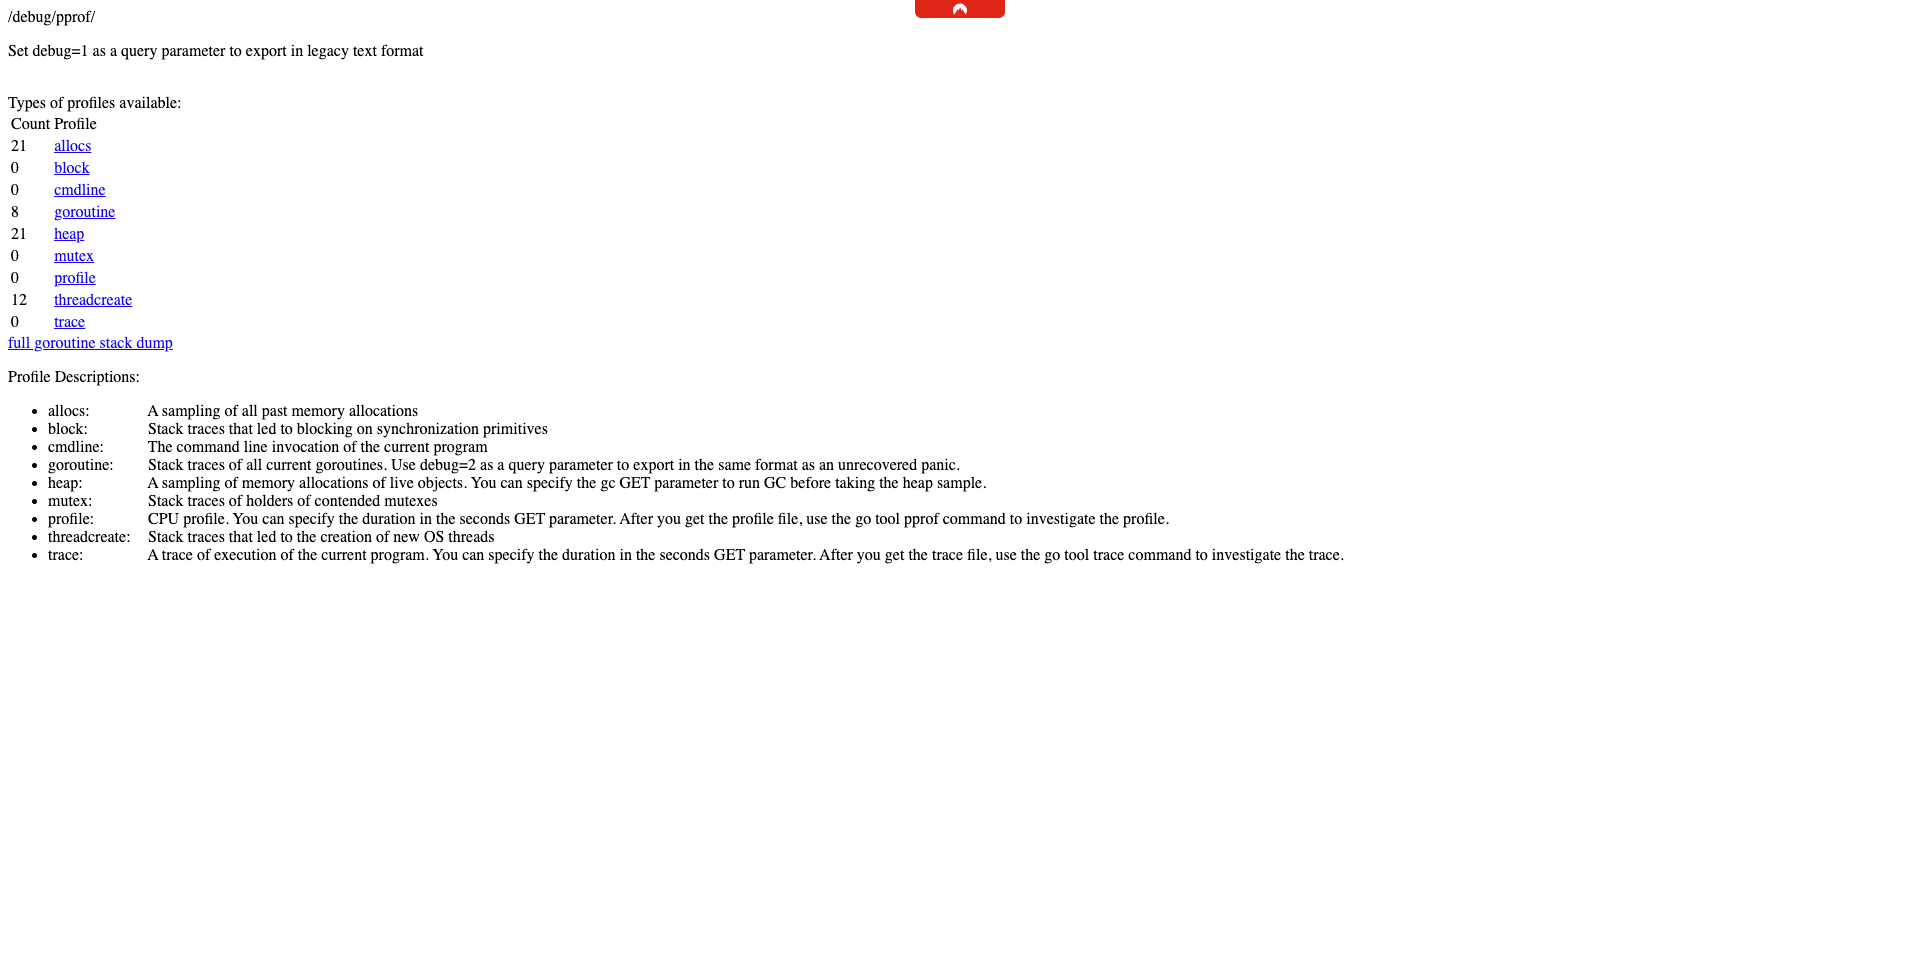 /debug/pprof/
Set debug=1 as a query parameter to export in legacy text format
Types of profiles available:
Count Profile
21 allocs
0 block
0 cmdline
8 goroutine
21 heap
0 mutex
0 profile
12 threadcreate
0 trace
full goroutine stack dump
Profile Descriptions:
• allocs: A sampling of all past memory allocations
• block: Stack traces that led to blocking on synchronization primitives
• cmdline: The command line invocation of the current program
• goroutine: Stack traces of all current goroutines. Use debug=2 as a query parameter to export in the same format as an unrecovered panic.
• heap: A sampling of memory allocations of live objects. You can specify the gc GET parameter to run GC before taking the heap sample.
• mutex: Stack traces of holders of contended mutexes
• profile: CPU profile. You can specify the duration in the seconds GET parameter. After you get the profile file, use the go tool pprof command to investigate the profile.
• threadcreate: Stack traces that led to the creation of new OS threads
• trace: A trace of execution of the current program. You can specify the duration in the seconds GET parameter. After you get the trace file, use the go tool trace command to investigate the trace.